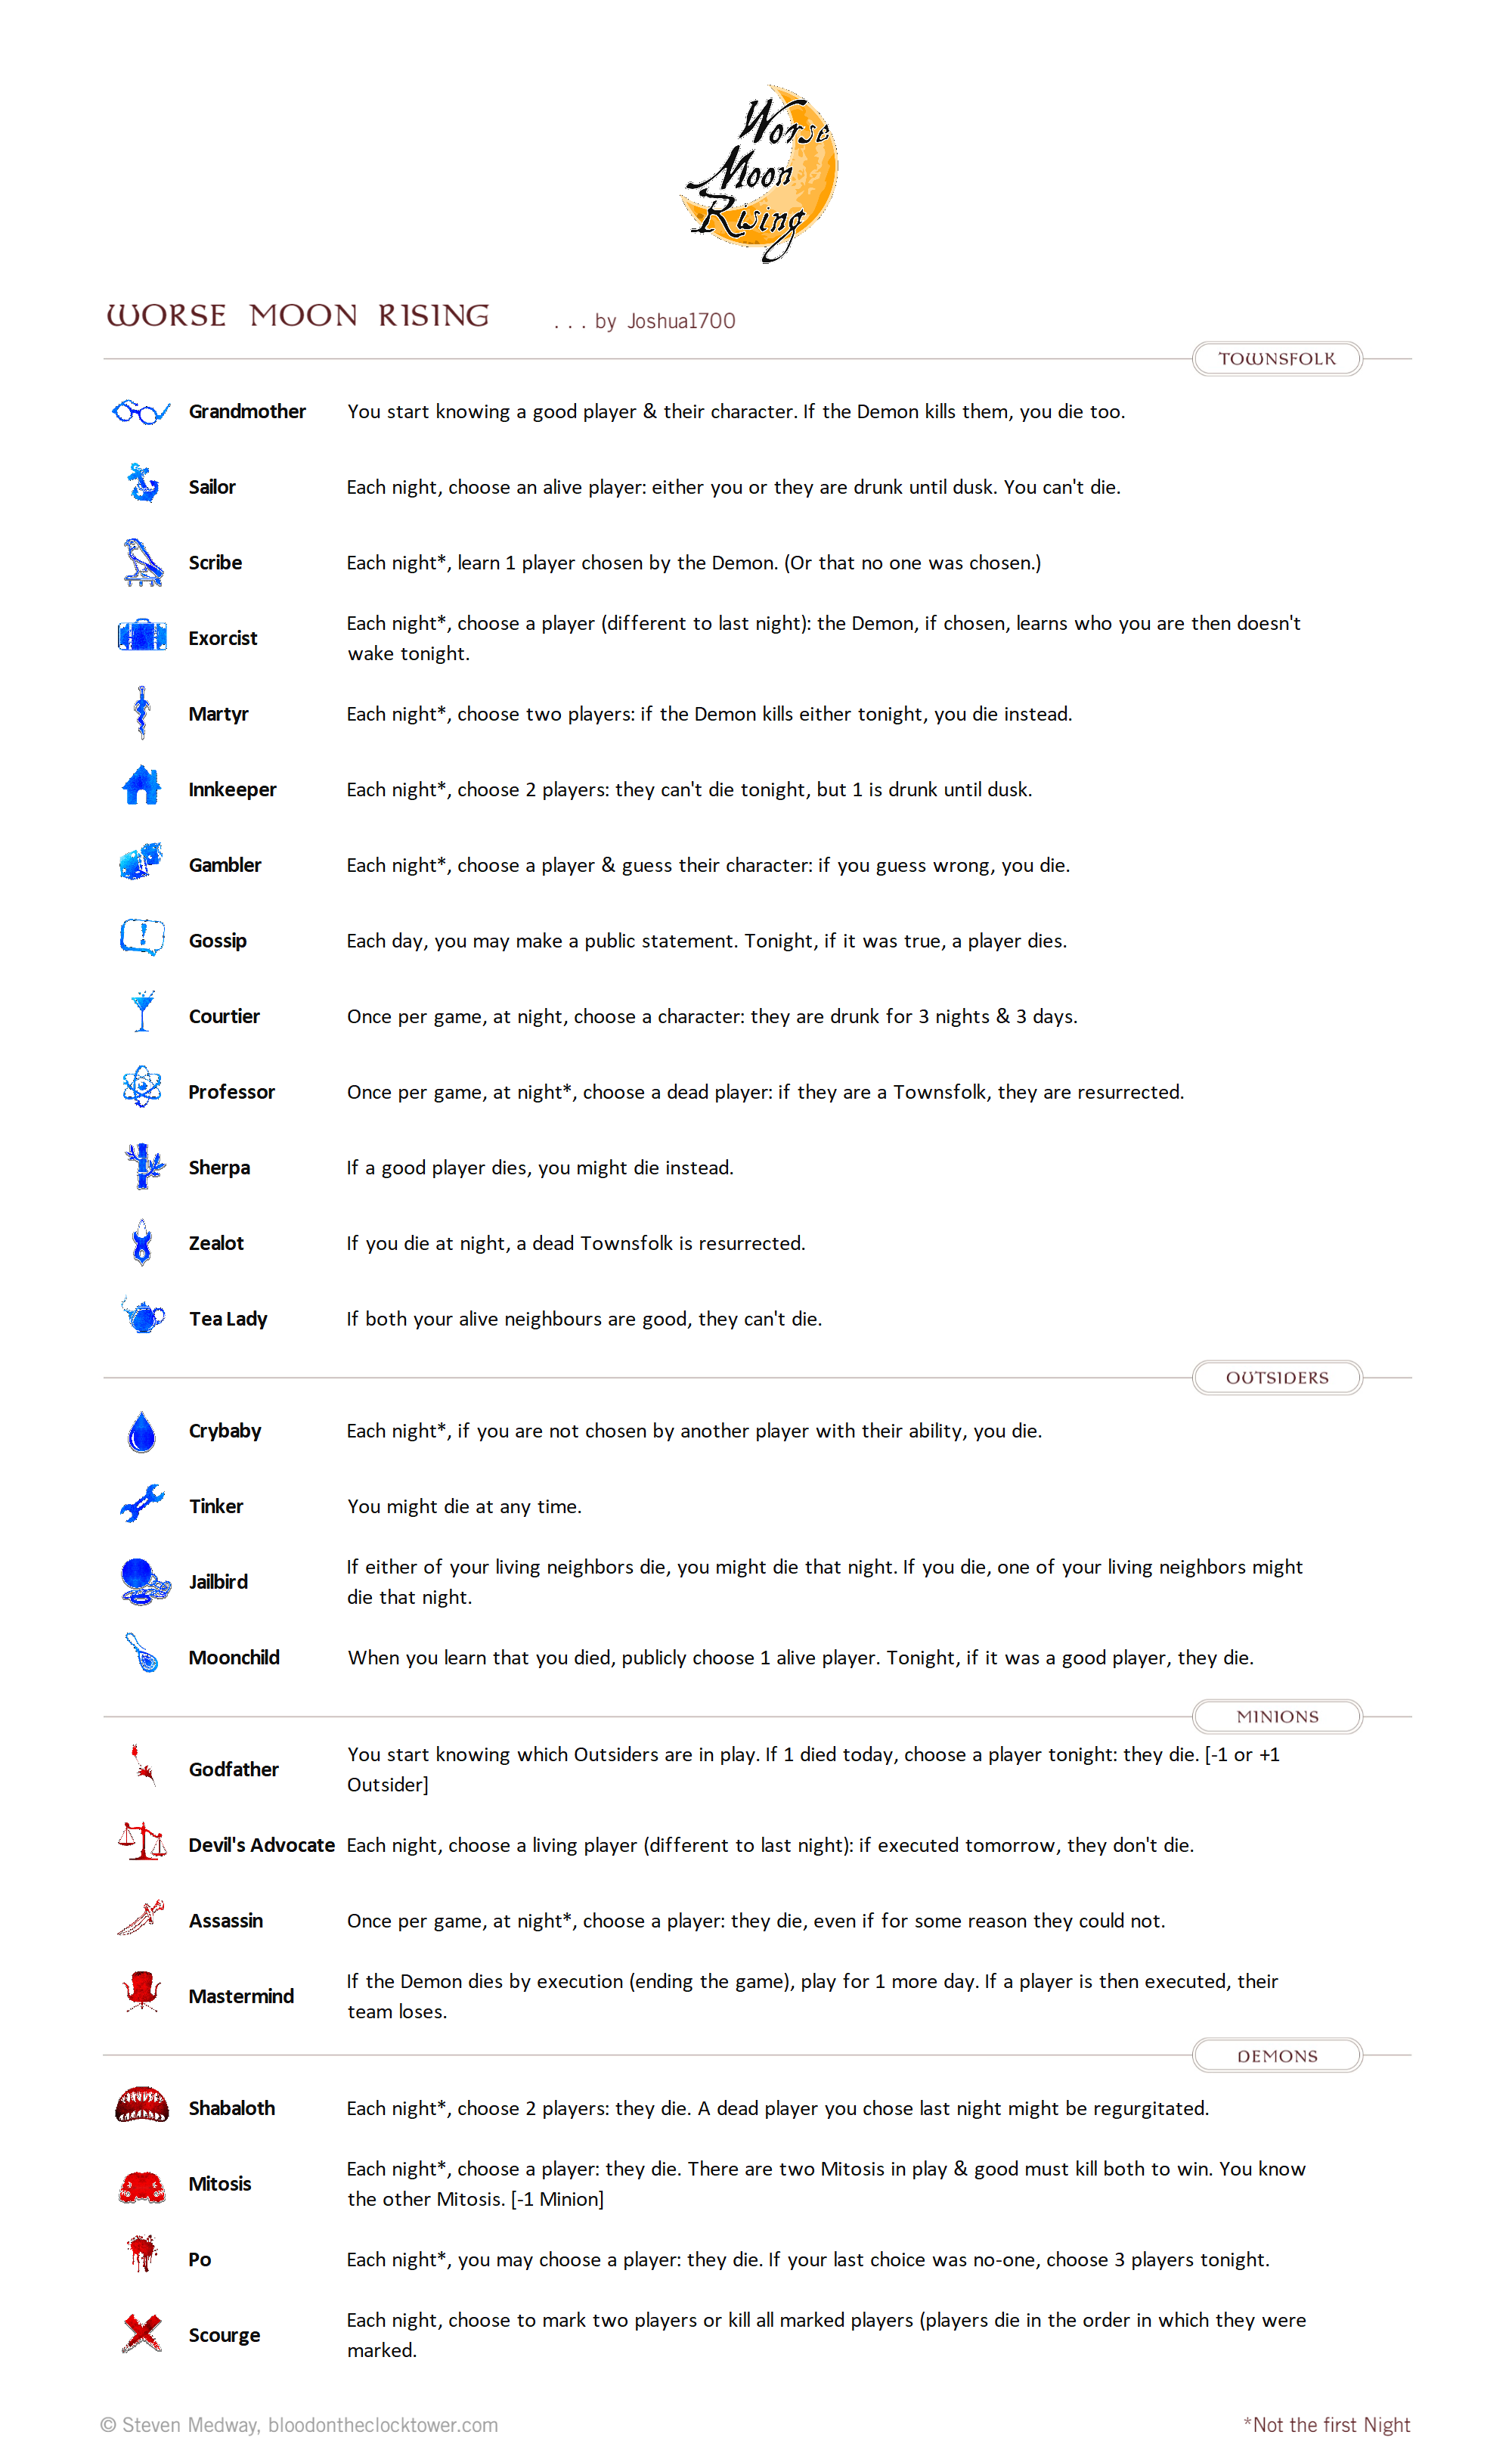 Worse
Moon
Rising
WORSE MOON RISING . . . by Joshua1700
TOWNSFOLK
Grandmother You start knowing a good player & their character. If the Demon kills them, you die too.
Sailor Each night, choose an alive player: either you or they are drunk until dusk. You can't die.
Scribe Each night*, learn 1 player chosen by the Demon. (Or that no one was chosen.)
Exorcist Each night*, choose a player (different to last night): the Demon, if chosen, learns who you are then doesn't
wake tonight.
Martyr Each night*, choose two players: if the Demon kills either tonight, you die instead.
Innkeeper Each night*, choose 2 players: they can't die tonight, but 1 is drunk until dusk.
Gambler Each night*, choose a player & guess their character: if you guess wrong, you die.
Gossip Each day, you may make a public statement. Tonight, if it was true, a player dies.
Courtier Once per game, at night, choose a character: they are drunk for 3 nights & 3 days.
Professor Once per game, at night*, choose a dead player: if they are a Townsfolk, they are resurrected.
Sherpa If a good player dies, you might die instead.
Zealot If you die at night, a dead Townsfolk is resurrected.
Tea Lady If both your alive neighbours are good, they can't die.
OUTSIDERS
Crybaby Each night*, if you are not chosen by another player with their ability, you die.
Tinker You might die at any time.
Jailbird If either of your living neighbors die, you might die that night. If you die, one of your living neighbors might
die that night.
Moonchild When you learn that you died, publicly choose 1 alive player. Tonight, if it was a good player, they die.
MINIONS
Godfather You start knowing which Outsiders are in play. If 1 died today, choose a player tonight: they die. [-1 or +1
Outsider]
Devil's Advocate Each night, choose a living player (different to last night): if executed tomorrow, they don't die.
Assassin Once per game, at night*, choose a player: they die, even if for some reason they could not.
Mastermind If the Demon dies by execution (ending the game), play for 1 more day. If a player is then executed, their
team loses.
DEMONS
Shabaloth Each night*, choose 2 players: they die. A dead player you chose last night might be regurgitated.
Mitosis Each night*, choose a player: they die. There are two Mitosis in play & good must kill both to win. You know
the other Mitosis. [-1 Minion]
Po Each night*, you may choose a player: they die. If your last choice was no-one, choose 3 players tonight.
Scourge Each night, choose to mark two players or kill all marked players (players die in the order in which they were
marked.
© Steven Medway, bloodontheclocktower.com *Not the first Night